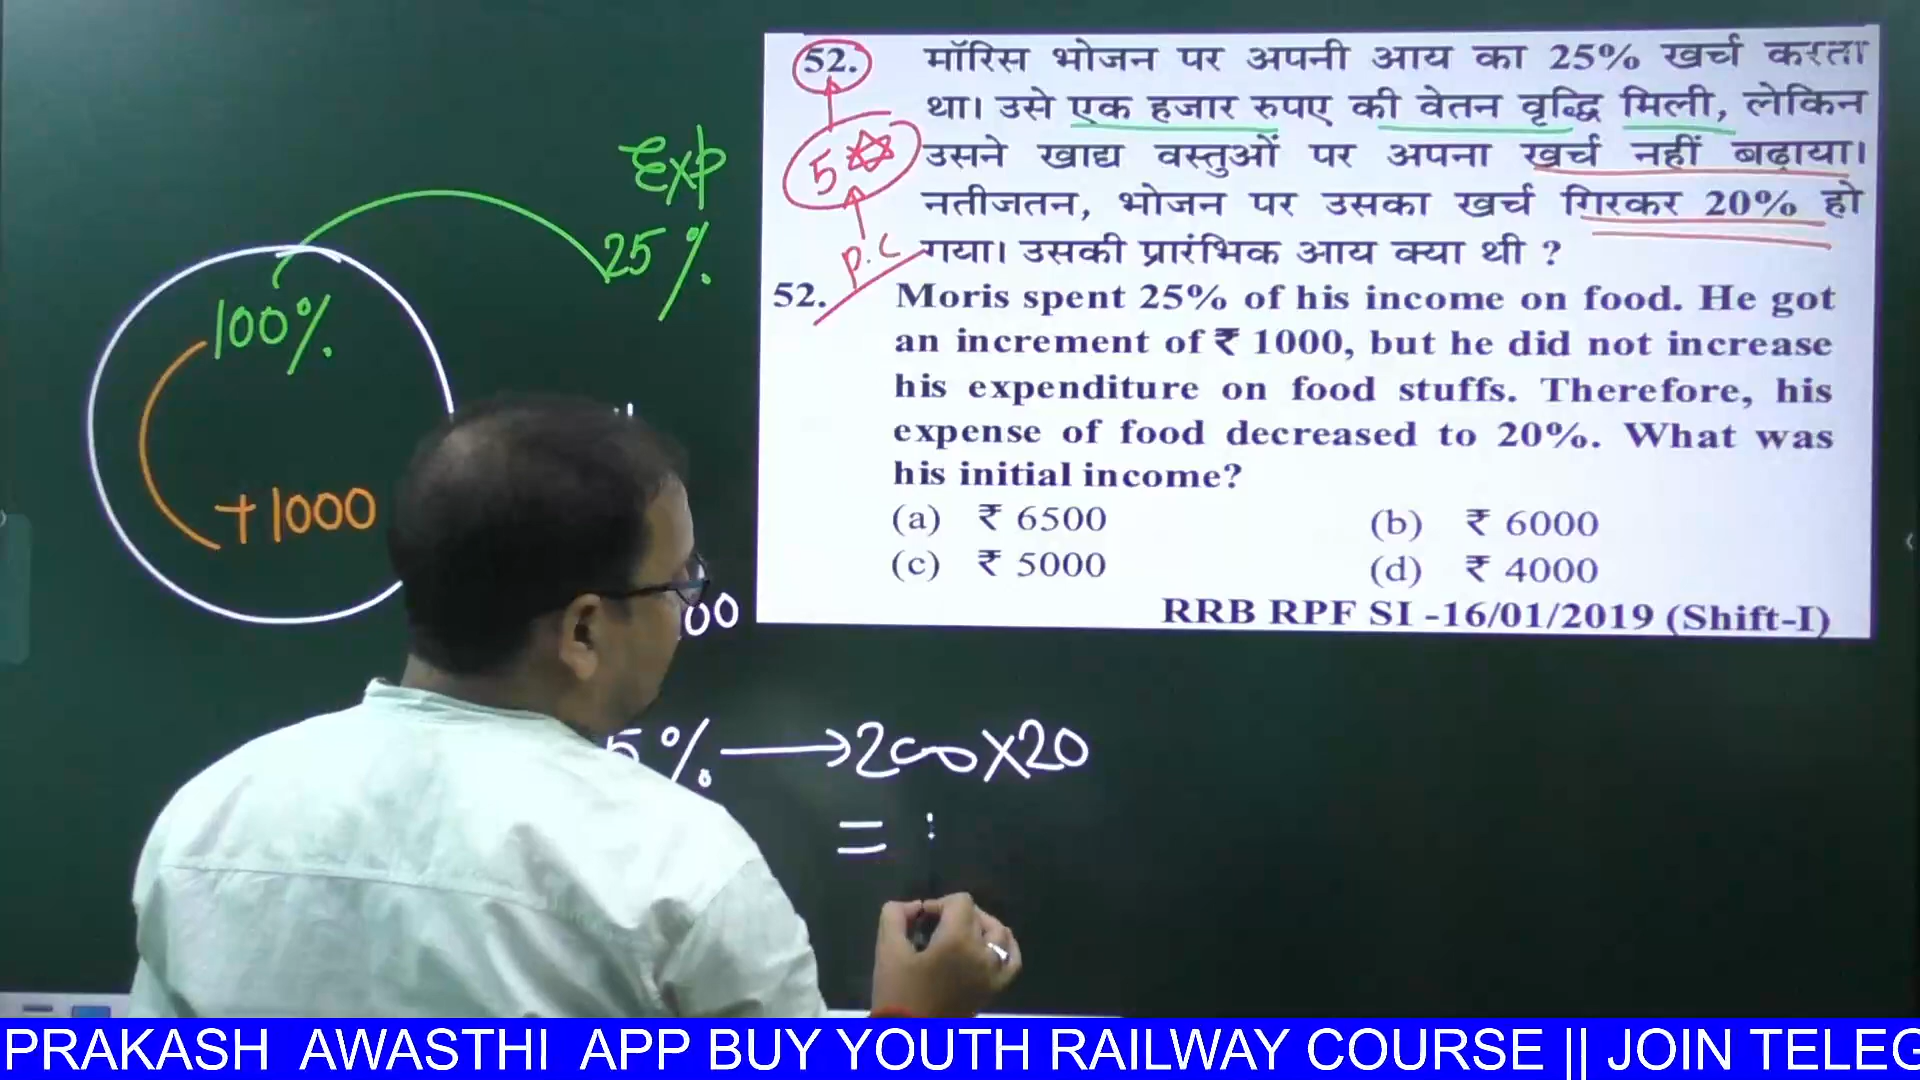 52. मॉरिस भोजन पर अपनी आय का 25% खर्च करता
था। उसे एक हजार रुपए की वेतन वृद्धि मिली, लेकिन
उसने खाद्य वस्तुओं पर अपना खर्च नहीं बढ़ाया।
नतीजतन, भोजन पर उसका खर्च गिरकर 20% हो
गया। उसकी प्रारंभिक आय क्या थी ?
52. Moris spent 25% of his income on food. He got
an increment of ₹ 1000, but he did not increase
his expenditure on food stuffs. Therefore, his
expense of food decreased to 20%. What was
his initial income?
(a) ₹ 6500 (b) ₹ 6000
(c) ₹ 5000 (d) ₹ 4000
RRB RPF SI -16/01/2019 (Shift-I)
5
P.C
Exp
25%
100%
+1000
00
5% → 200×20
=
PRAKASH AWASTHI APP BUY YOUTH RAILWAY COURSE || JOIN TELEG